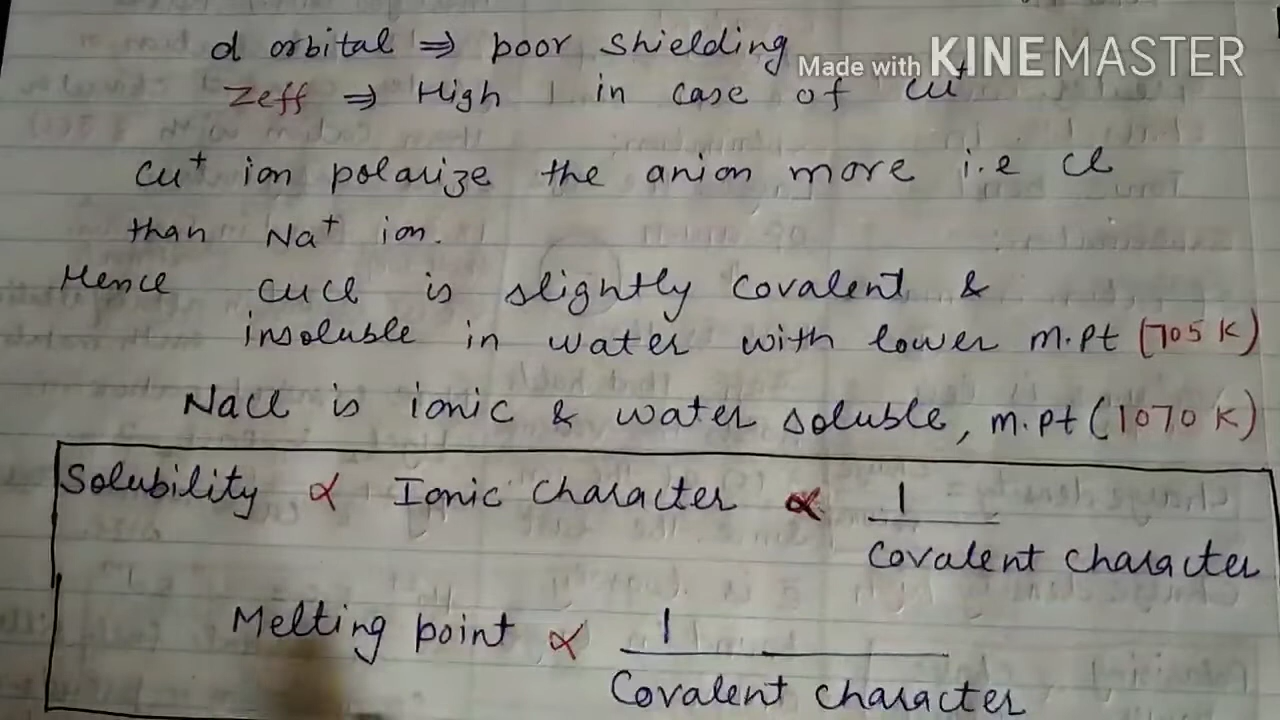 d orbital ⇒ poor shielding
Made with KINEMASTER
Zeff ⇒ High in case of Cu⁺
Cu⁺ ion polarize the anion more i.e Cl
than Na⁺ ion.
Hence CuCl is slightly covalent &
insoluble in water with lower m.pt (705 K)
NaCl is ionic & water soluble, m.pt (1070 K)
Solubility ∝ Ionic character ∝ 1
Covalent character
Melting point ∝ 1
Covalent character